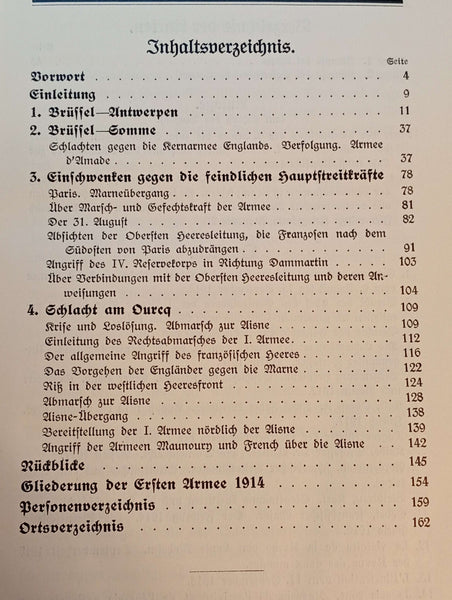 Inhaltsverzeichnis.
Seite
Vorwort . . . . . . . . . . . . . . . . . . 4
Einleitung . . . . . . . . . . . . . . . . . 9
1. Brüssel—Antwerpen . . . . . . . . . . . . 11
2. Brüssel—Somme . . . . . . . . . . . . . 37
Schlachten gegen die Kernarmee Englands. Verfolgung. Armee
d'Amade . . . . . . . . . . . . . . . . 37
3. Einschwenken gegen die feindlichen Hauptstreitkräfte 78
Paris. Marneübergang . . . . . . . . . . . . 78
Über Marsch- und Gefechtskraft der Armee . . . . . . 81
Der 31. August . . . . . . . . . . . . . . 82
Absichten der Obersten Heeresleitung, die Franzosen nach dem
Südosten von Paris abzudrängen . . . . . . . . 91
Angriff des IV. Reservekorps in Richtung Dammartin . . . 103
Über Verbindungen mit der Obersten Heeresleitung und deren An-
weisungen . . . . . . . . . . . . . . . 104
4. Schlacht am Ourcq . . . . . . . . . . . . 109
Krise und Loslösung. Abmarsch zur Aisne . . . . . . 109
Einleitung des Rechtsabmarsches der I. Armee. . . . . . 112
Der allgemeine Angriff des französischen Heeres . . . . . 116
Das Vorgehen der Engländer gegen die Marne . . . . . 122
Riß in der westlichen Heeresfront . . . . . . . . 124
Abmarsch zur Aisne . . . . . . . . . . . . 128
Aisne-Übergang . . . . . . . . . . . . . . 138
Bereitstellung der I. Armee nördlich der Aisne . . . . . 139
Angriff der Armeen Maunoury und French über die Aisne . . 142
Rückblicke . . . . . . . . . . . . . . . . 145
Gliederung der Ersten Armee 1914 . . . . . . . . 154
Personenverzeichnis . . . . . . . . . . . . . 159
Ortsverzeichnis . . . . . . . . . . . . . . 162